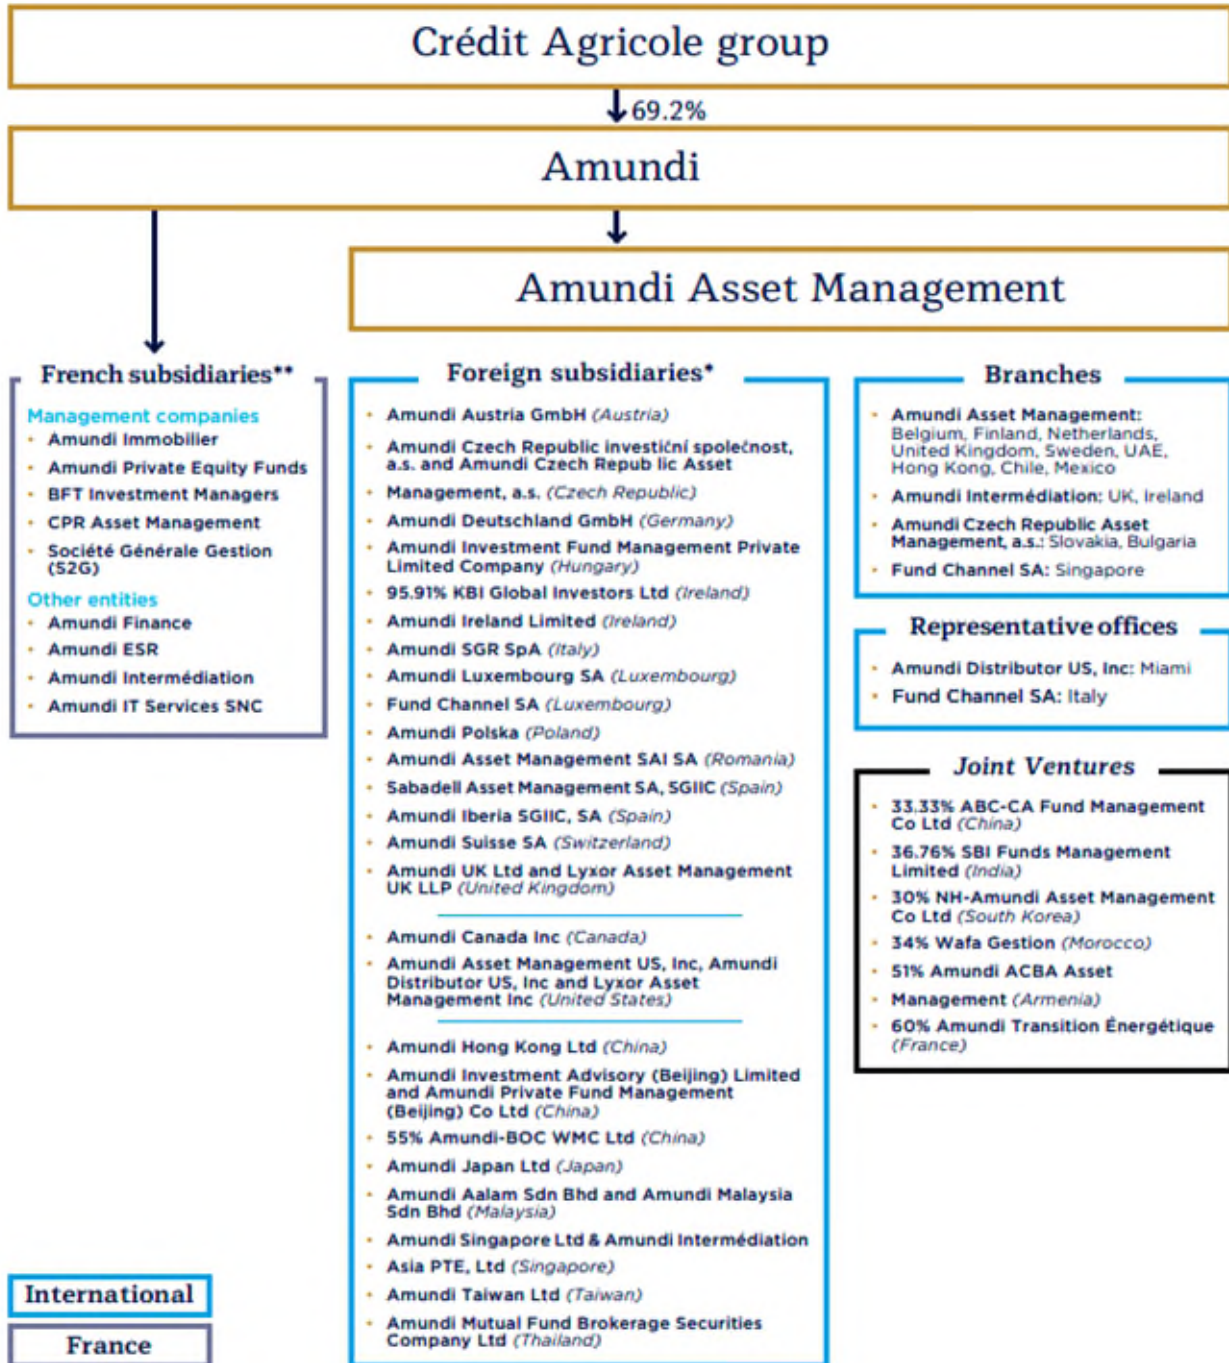 Crédit Agricole group
69.2%
Amundi
Amundi Asset Management
French subsidiaries**
Management companies
• Amundi Immobilier
• Amundi Private Equity Funds
• BFT Investment Managers
• CPR Asset Management
• Société Générale Gestion
(S2G)
Other entities
• Amundi Finance
• Amundi ESR
• Amundi Intermédiation
• Amundi IT Services SNC
Foreign subsidiaries*
• Amundi Austria GmbH (Austria)
• Amundi Czech Republic investiční společnost,
a.s. and Amundi Czech Repub lic Asset
• Management, a.s. (Czech Republic)
• Amundi Deutschland GmbH (Germany)
• Amundi Investment Fund Management Private
Limited Company (Hungary)
• 95.91% KBI Global Investors Ltd (Ireland)
• Amundi Ireland Limited (Ireland)
• Amundi SGR SpA (Italy)
• Amundi Luxembourg SA (Luxembourg)
• Fund Channel SA (Luxembourg)
• Amundi Polska (Poland)
• Amundi Asset Management SAI SA (Romania)
• Sabadell Asset Management SA, SGIIC (Spain)
• Amundi Iberia SGIIC, SA (Spain)
• Amundi Suisse SA (Switzerland)
• Amundi UK Ltd and Lyxor Asset Management
UK LLP (United Kingdom)
• Amundi Canada Inc (Canada)
• Amundi Asset Management US, Inc, Amundi
Distributor US, Inc and Lyxor Asset
Management Inc (United States)
• Amundi Hong Kong Ltd (China)
• Amundi Investment Advisory (Beijing) Limited
and Amundi Private Fund Management
(Beijing) Co Ltd (China)
• 55% Amundi-BOC WMC Ltd (China)
• Amundi Japan Ltd (Japan)
• Amundi Aalam Sdn Bhd and Amundi Malaysia
Sdn Bhd (Malaysia)
• Amundi Singapore Ltd & Amundi Intermédiation
• Asia PTE, Ltd (Singapore)
• Amundi Taiwan Ltd (Taiwan)
• Amundi Mutual Fund Brokerage Securities
Company Ltd (Thailand)
Branches
• Amundi Asset Management:
Belgium, Finland, Netherlands,
United Kingdom, Sweden, UAE,
Hong Kong, Chile, Mexico
• Amundi Intermédiation: UK, Ireland
• Amundi Czech Republic Asset
Management, a.s.: Slovakia, Bulgaria
• Fund Channel SA: Singapore
Representative offices
• Amundi Distributor US, Inc: Miami
• Fund Channel SA: Italy
Joint Ventures
• 33.33% ABC-CA Fund Management
Co Ltd (China)
• 36.76% SBI Funds Management
Limited (India)
• 30% NH-Amundi Asset Management
Co Ltd (South Korea)
• 34% Wafa Gestion (Morocco)
• 51% Amundi ACBA Asset
• Management (Armenia)
• 60% Amundi Transition Énergétique
(France)
International
France